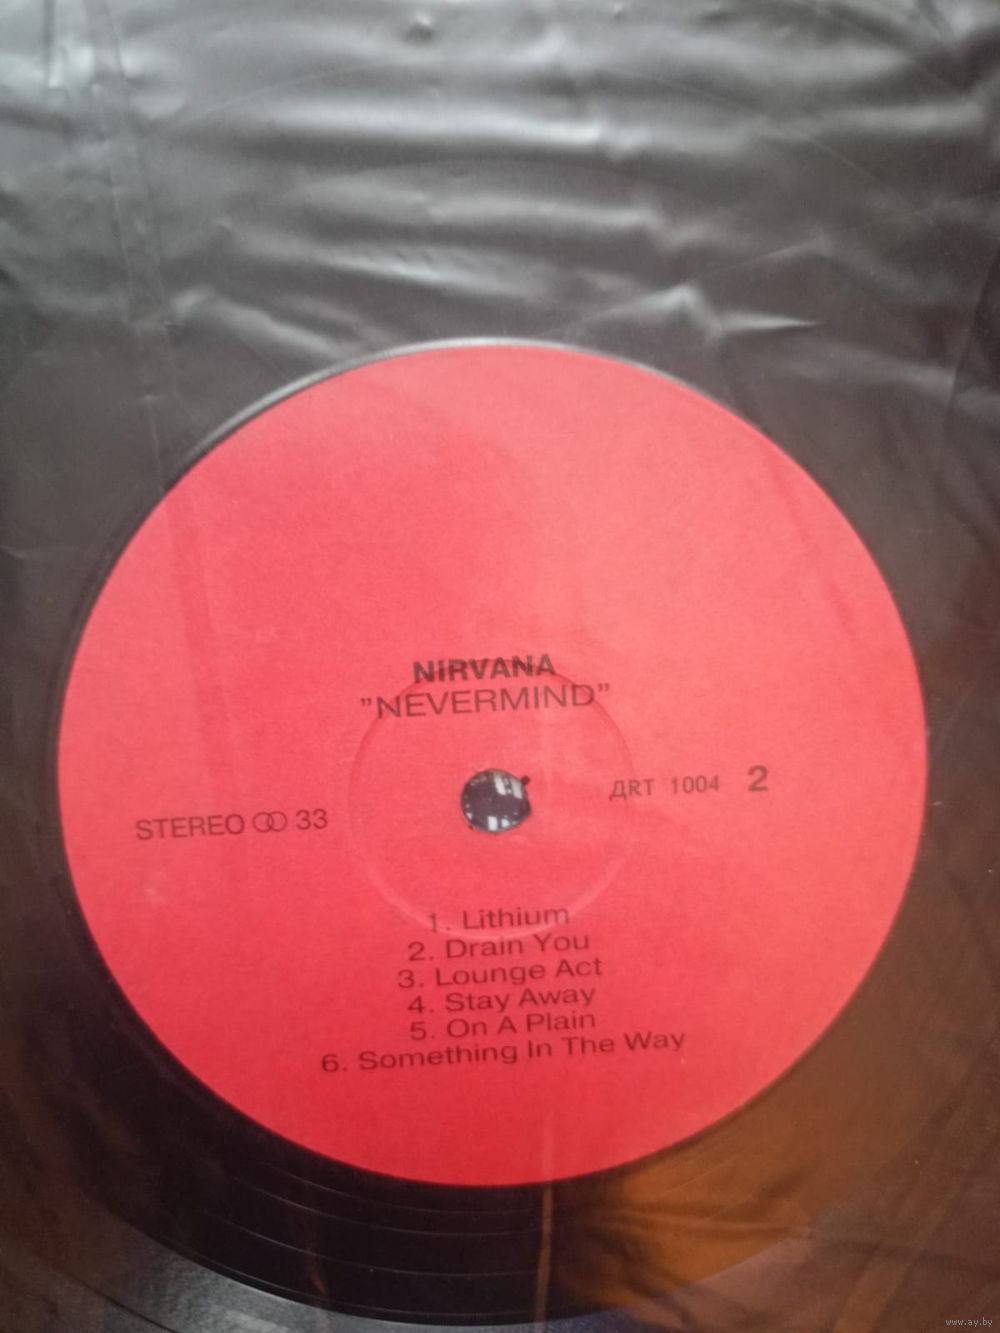 NIRVANA
"NEVERMIND"
ДRT 1004 2
STEREO 33
1. Lithium
2. Drain You
3. Lounge Act
4. Stay Away
5. On A Plain
6. Something In The Way
www.ay.by